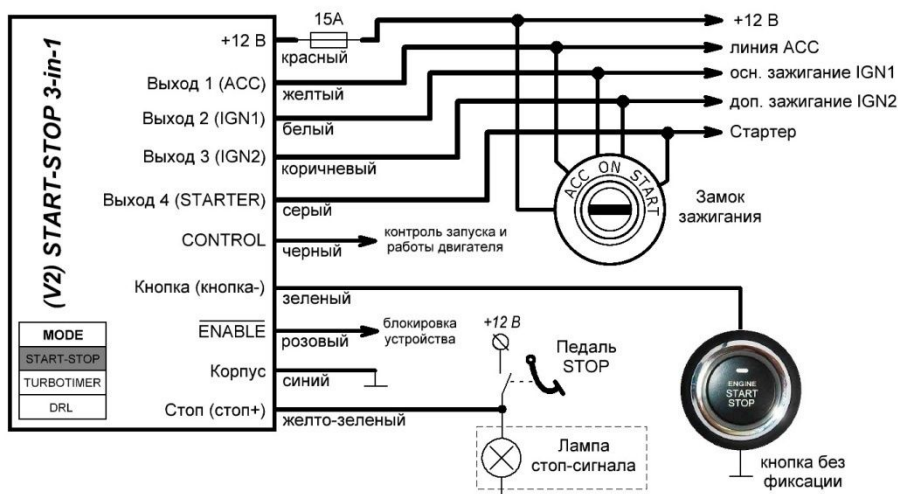 15А
+12 В
красный
+12 В
линия ACC
Выход 1 (ACC)
желтый
осн. зажигание IGN1
Выход 2 (IGN1)
белый
доп. зажигание IGN2
Выход 3 (IGN2)
коричневый
Стартер
Выход 4 (STARTER)
серый
ACC ON START
Замок
зажигания
CONTROL
черный
контроль запуска и
работы двигателя
(V2) START-STOP 3-in-1
Кнопка (кнопка-)
зеленый
MODE
START-STOP
TURBOTIMER
DRL
ENABLE
розовый
блокировка
устройства
+12 В
Педаль
STOP
Корпус
синий
Стоп (стоп+)
желто-зеленый
Лампа
стоп-сигнала
ENGINE
START
STOP
кнопка без
фиксации